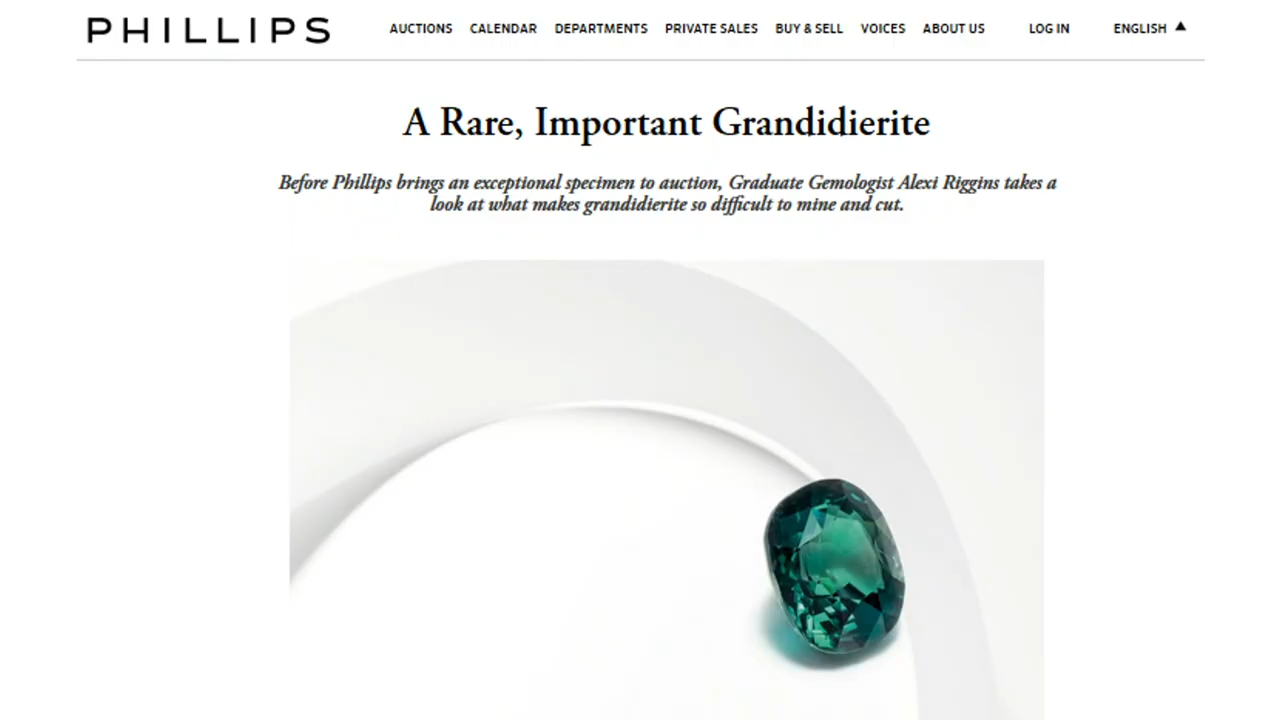 PHILLIPS AUCTIONS CALENDAR DEPARTMENTS PRIVATE SALES BUY & SELL VOICES ABOUT US LOG IN ENGLISH
A Rare, Important Grandidierite
Before Phillips brings an exceptional specimen to auction, Graduate Gemologist Alexi Riggins takes a
look at what makes grandidierite so difficult to mine and cut.